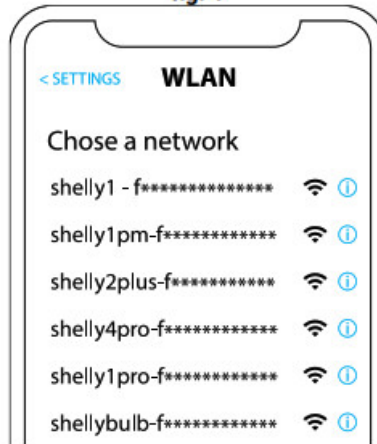 < SETTINGS WLAN
Chose a network
shelly1 - f**************
shelly1pm-f************
shelly2plus-f***********
shelly4pro-f************
shelly1pro-f************
shellybulb-f************